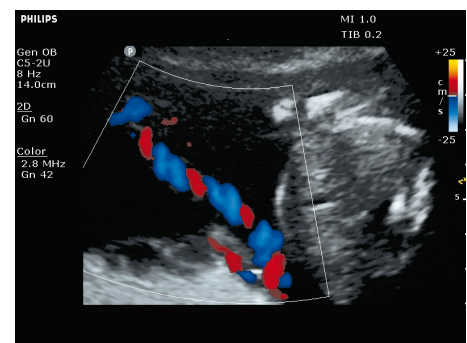 PHILIPS
MI 1.0
TIB 0.2
Gen OB
C5-2U
8 Hz
14.0cm
2D
Gn 60
Color
2.8 MHz
Gn 42
P
+25
c
m
/
s
-25
5